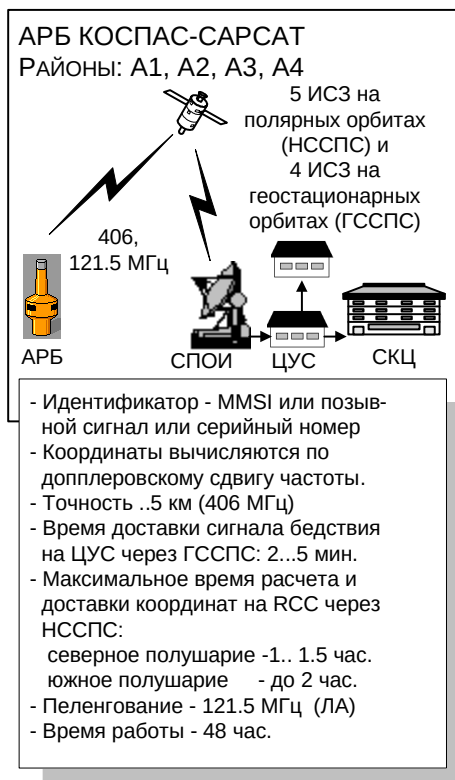 АРБ КОСПАС-САРСАТ
РАЙОНЫ: А1, А2, А3, А4
5 ИСЗ на
полярных орбитах
(НССПС) и
4 ИСЗ на
геостационарных
орбитах (ГССПС)
406,
121.5 МГц
АРБ
СПОИ
ЦУС
СКЦ
- Идентификатор - MMSI или позыв-
ной сигнал или серийный номер
- Координаты вычисляются по
допплеровскому сдвигу частоты.
- Точность ..5 км (406 МГц)
- Время доставки сигнала бедствия
на ЦУС через ГССПС: 2...5 мин.
- Максимальное время расчета и
доставки координат на RCC через
НССПС:
северное полушарие -1.. 1.5 час.
южное полушарие - до 2 час.
- Пеленгование - 121.5 МГц (ЛА)
- Время работы - 48 час.